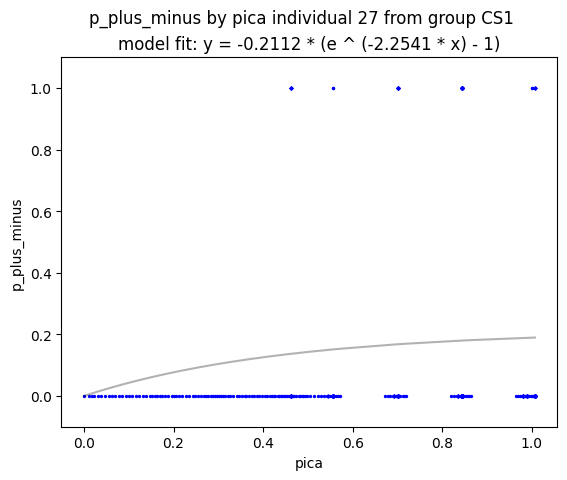 p_plus_minus by pica individual 27 from group CS1
model fit: y = -0.2112 * (e ^ (-2.2541 * x) - 1)
1.0
0.8
0.6
0.4
0.2
0.0
p_plus_minus
0.0 0.2 0.4 0.6 0.8 1.0
pica